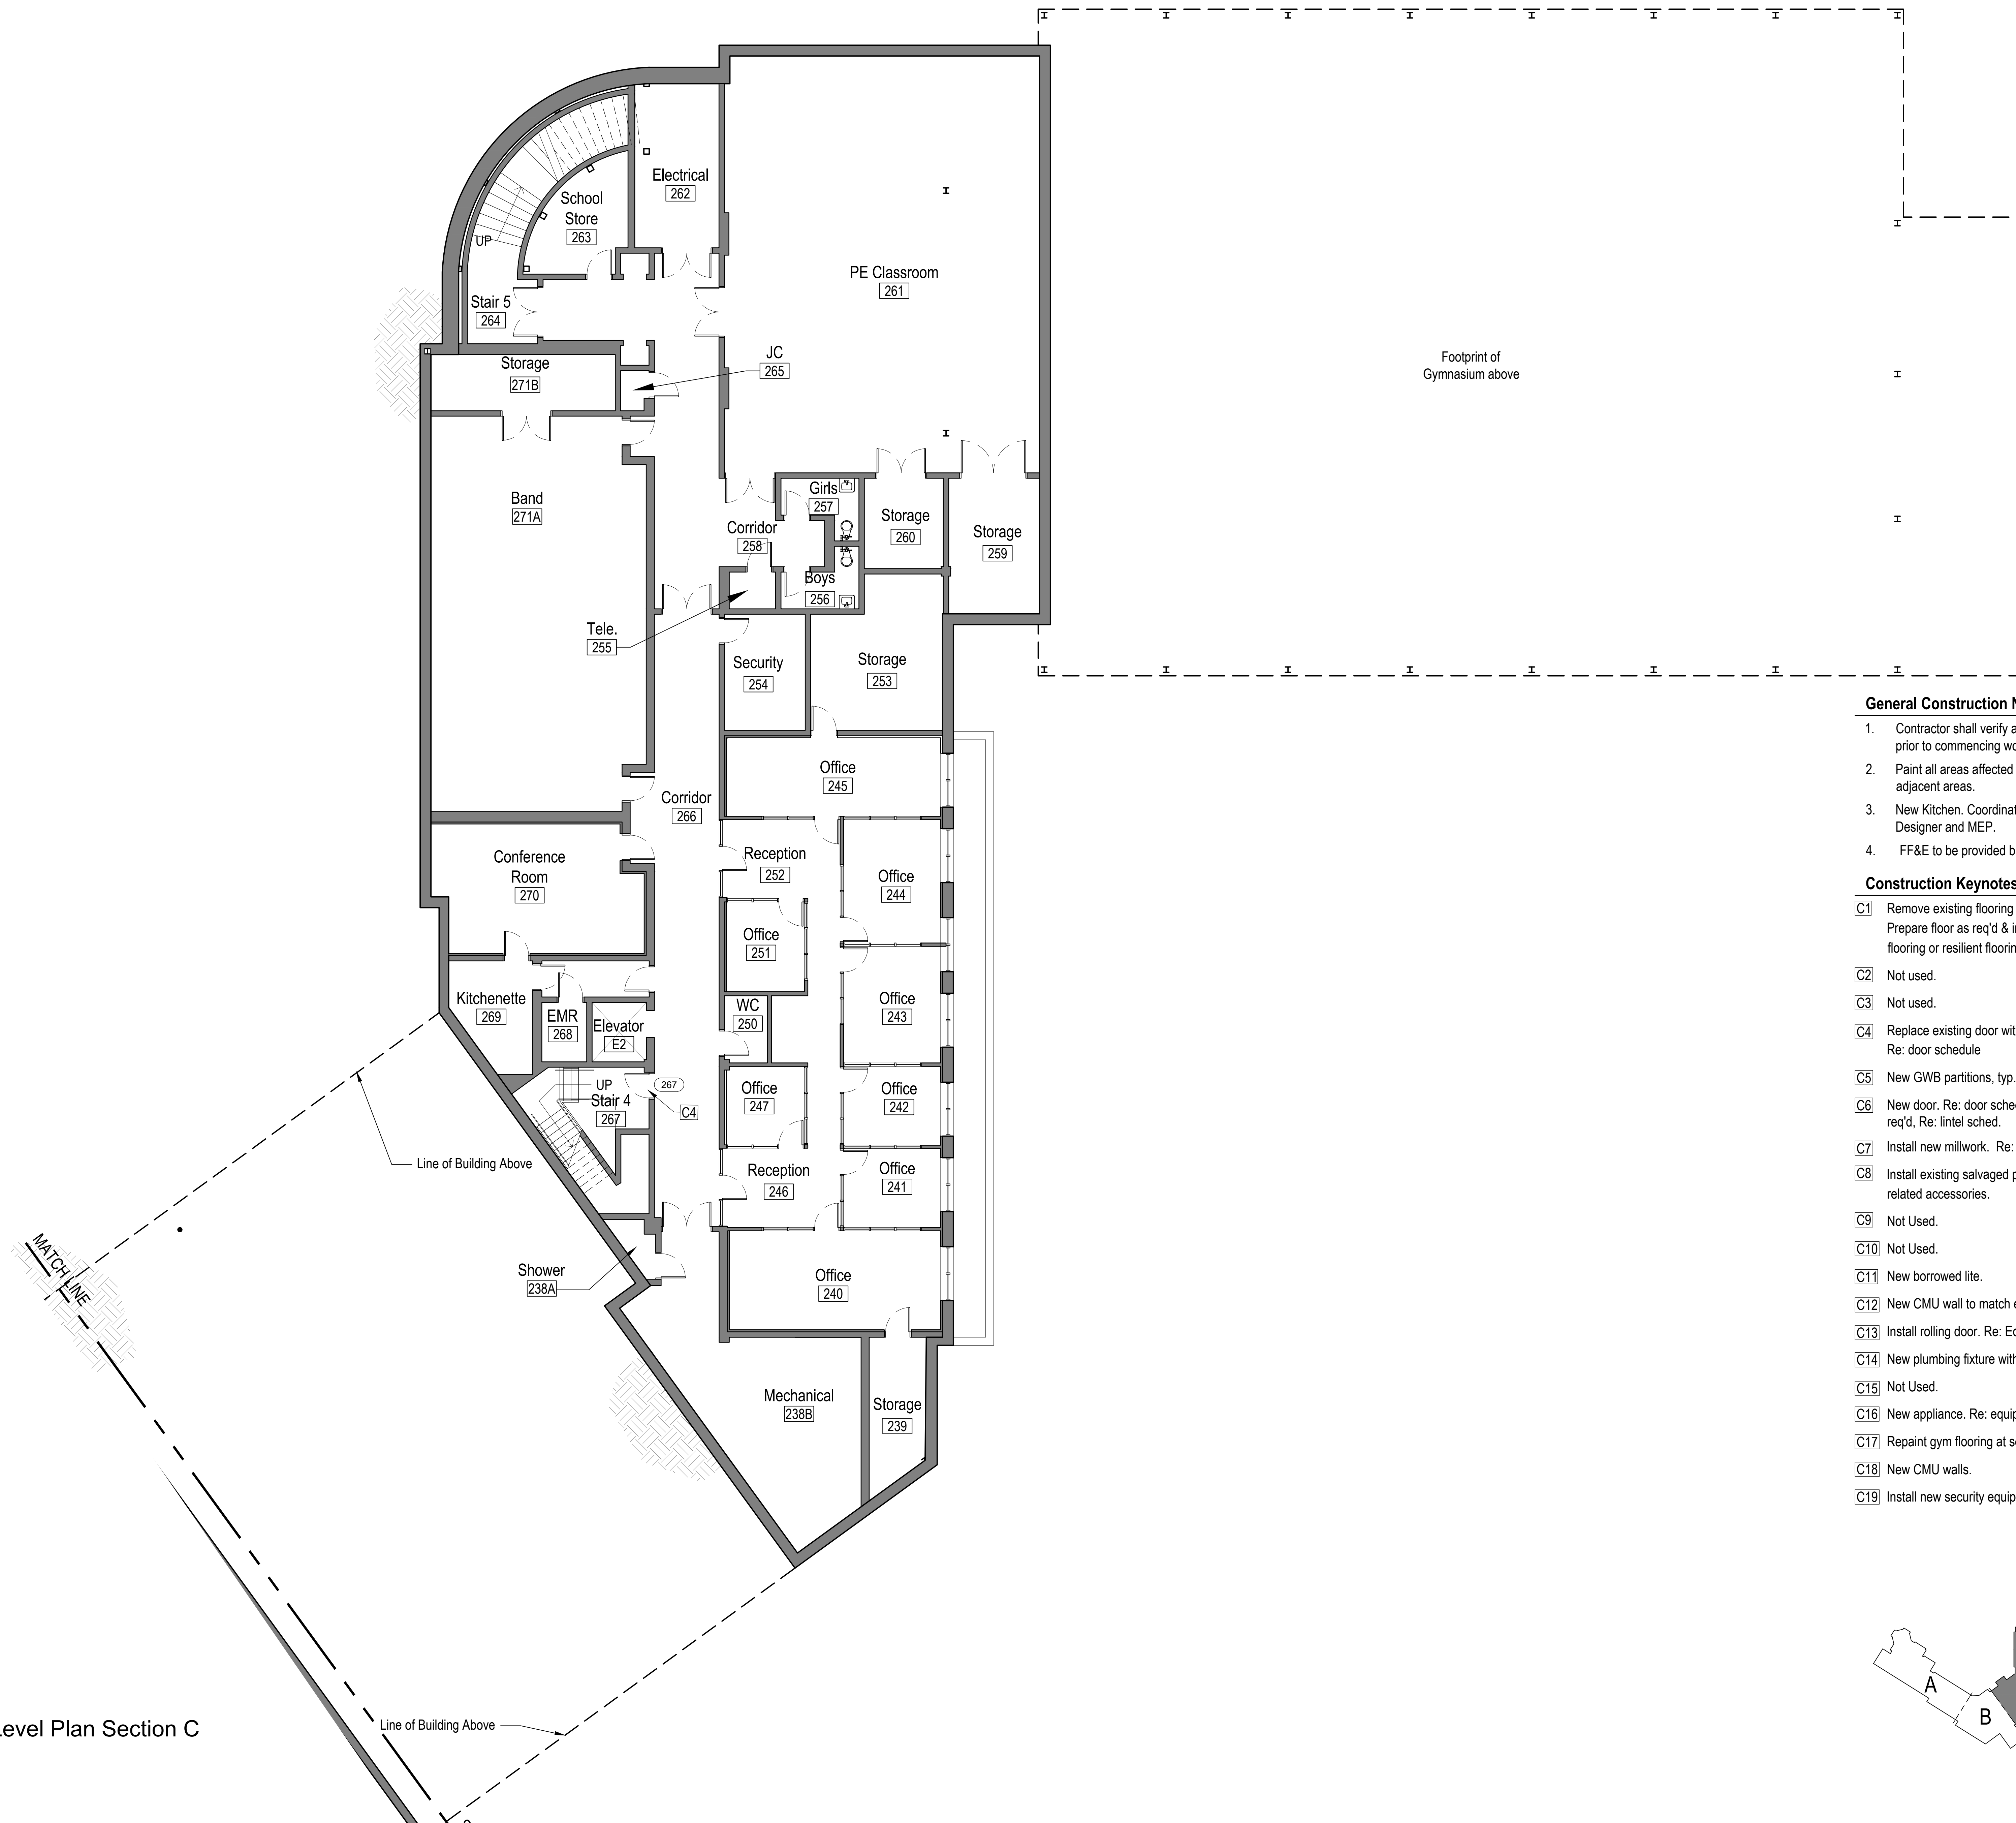 Electrical
262
School
Store
263
UP
PE Classroom
261
Stair 5
264
Storage
271B
JC
265
Footprint of
Gymnasium above
Band
271A
Girls
257
Corridor
258
Storage
260
Storage
259
Boys
256
Tele.
255
Security
254
Storage
253
Office
245
Corridor
266
Reception
252
Conference
Room
270
Office
244
Office
251
Kitchenette
269
EMR
268
Elevator
E2
WC
250
Office
243
UP
Stair 4
267
267
C4
Office
247
Office
242
Line of Building Above
Reception
246
Office
241
MATCH LINE
Shower
238A
Office
240
Mechanical
238B
Storage
239
Line of Building Above
Level Plan Section C
General Construction N
1. Contractor shall verify a
prior to commencing wo
2. Paint all areas affected
adjacent areas.
3. New Kitchen. Coordinat
Designer and MEP.
4. FF&E to be provided b
Construction Keynotes
C1 Remove existing flooring
Prepare floor as req'd & in
flooring or resilient floorin
C2 Not used.
C3 Not used.
C4 Replace existing door wit
Re: door schedule
C5 New GWB partitions, typ.
C6 New door. Re: door sche
req'd, Re: lintel sched.
C7 Install new millwork. Re:
C8 Install existing salvaged p
related accessories.
C9 Not Used.
C10 Not Used.
C11 New borrowed lite.
C12 New CMU wall to match e
C13 Install rolling door. Re: Ec
C14 New plumbing fixture with
C15 Not Used.
C16 New appliance. Re: equip
C17 Repaint gym flooring at s
C18 New CMU walls.
C19 Install new security equip
A
B